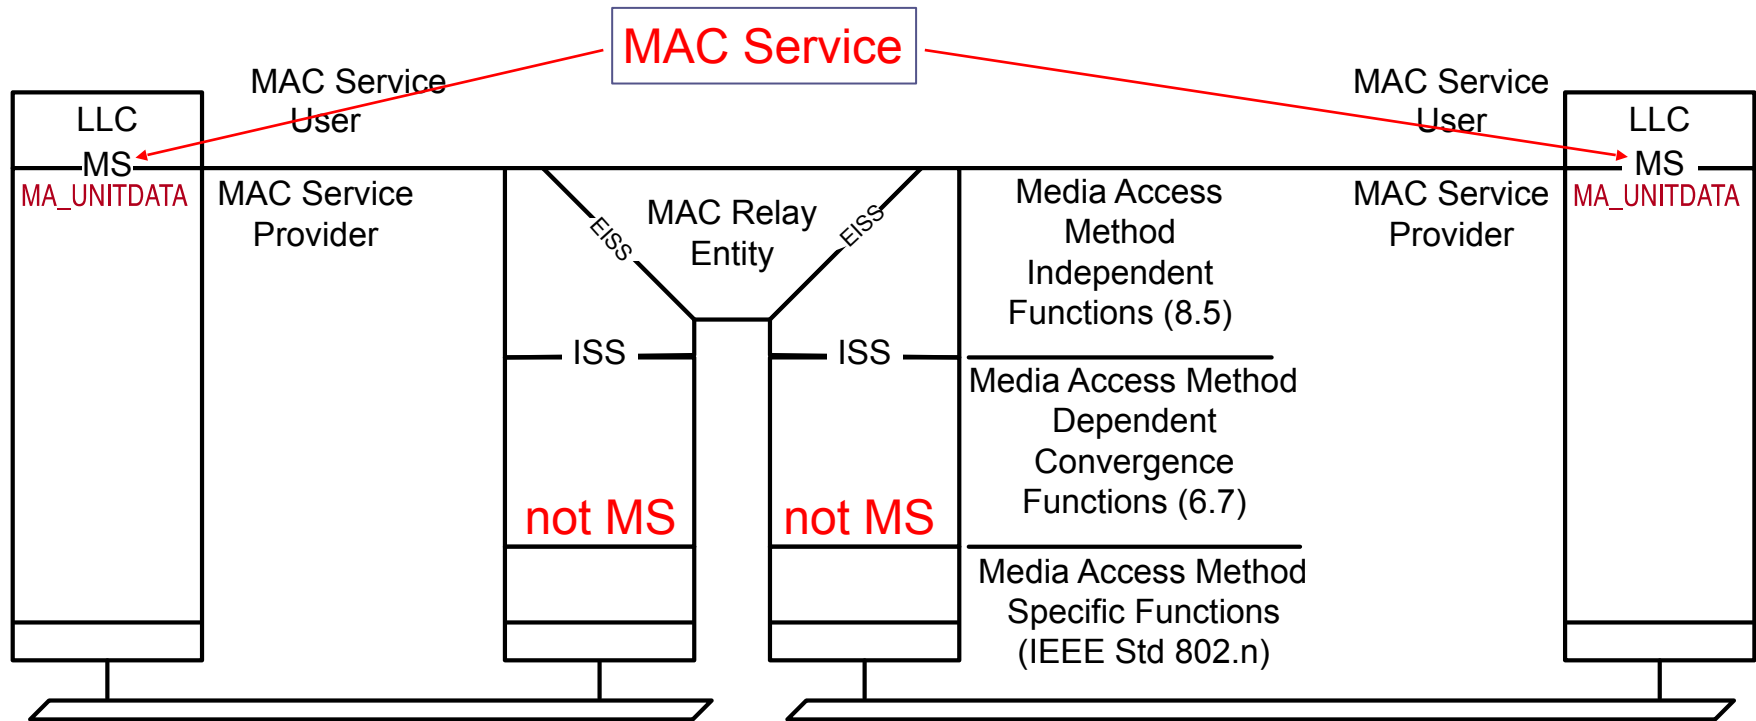 MAC Service
MAC Service
User
LLC
MS
MA_UNITDATA
MAC Service
Provider
EISS
MAC Relay
Entity
EISS
ISS
ISS
not MS
not MS
Media Access
Method
Independent
Functions (8.5)
Media Access Method
Dependent
Convergence
Functions (6.7)
Media Access Method
Specific Functions
(IEEE Std 802.n)
MAC Service
User
MAC Service
Provider
LLC
MS
MA_UNITDATA